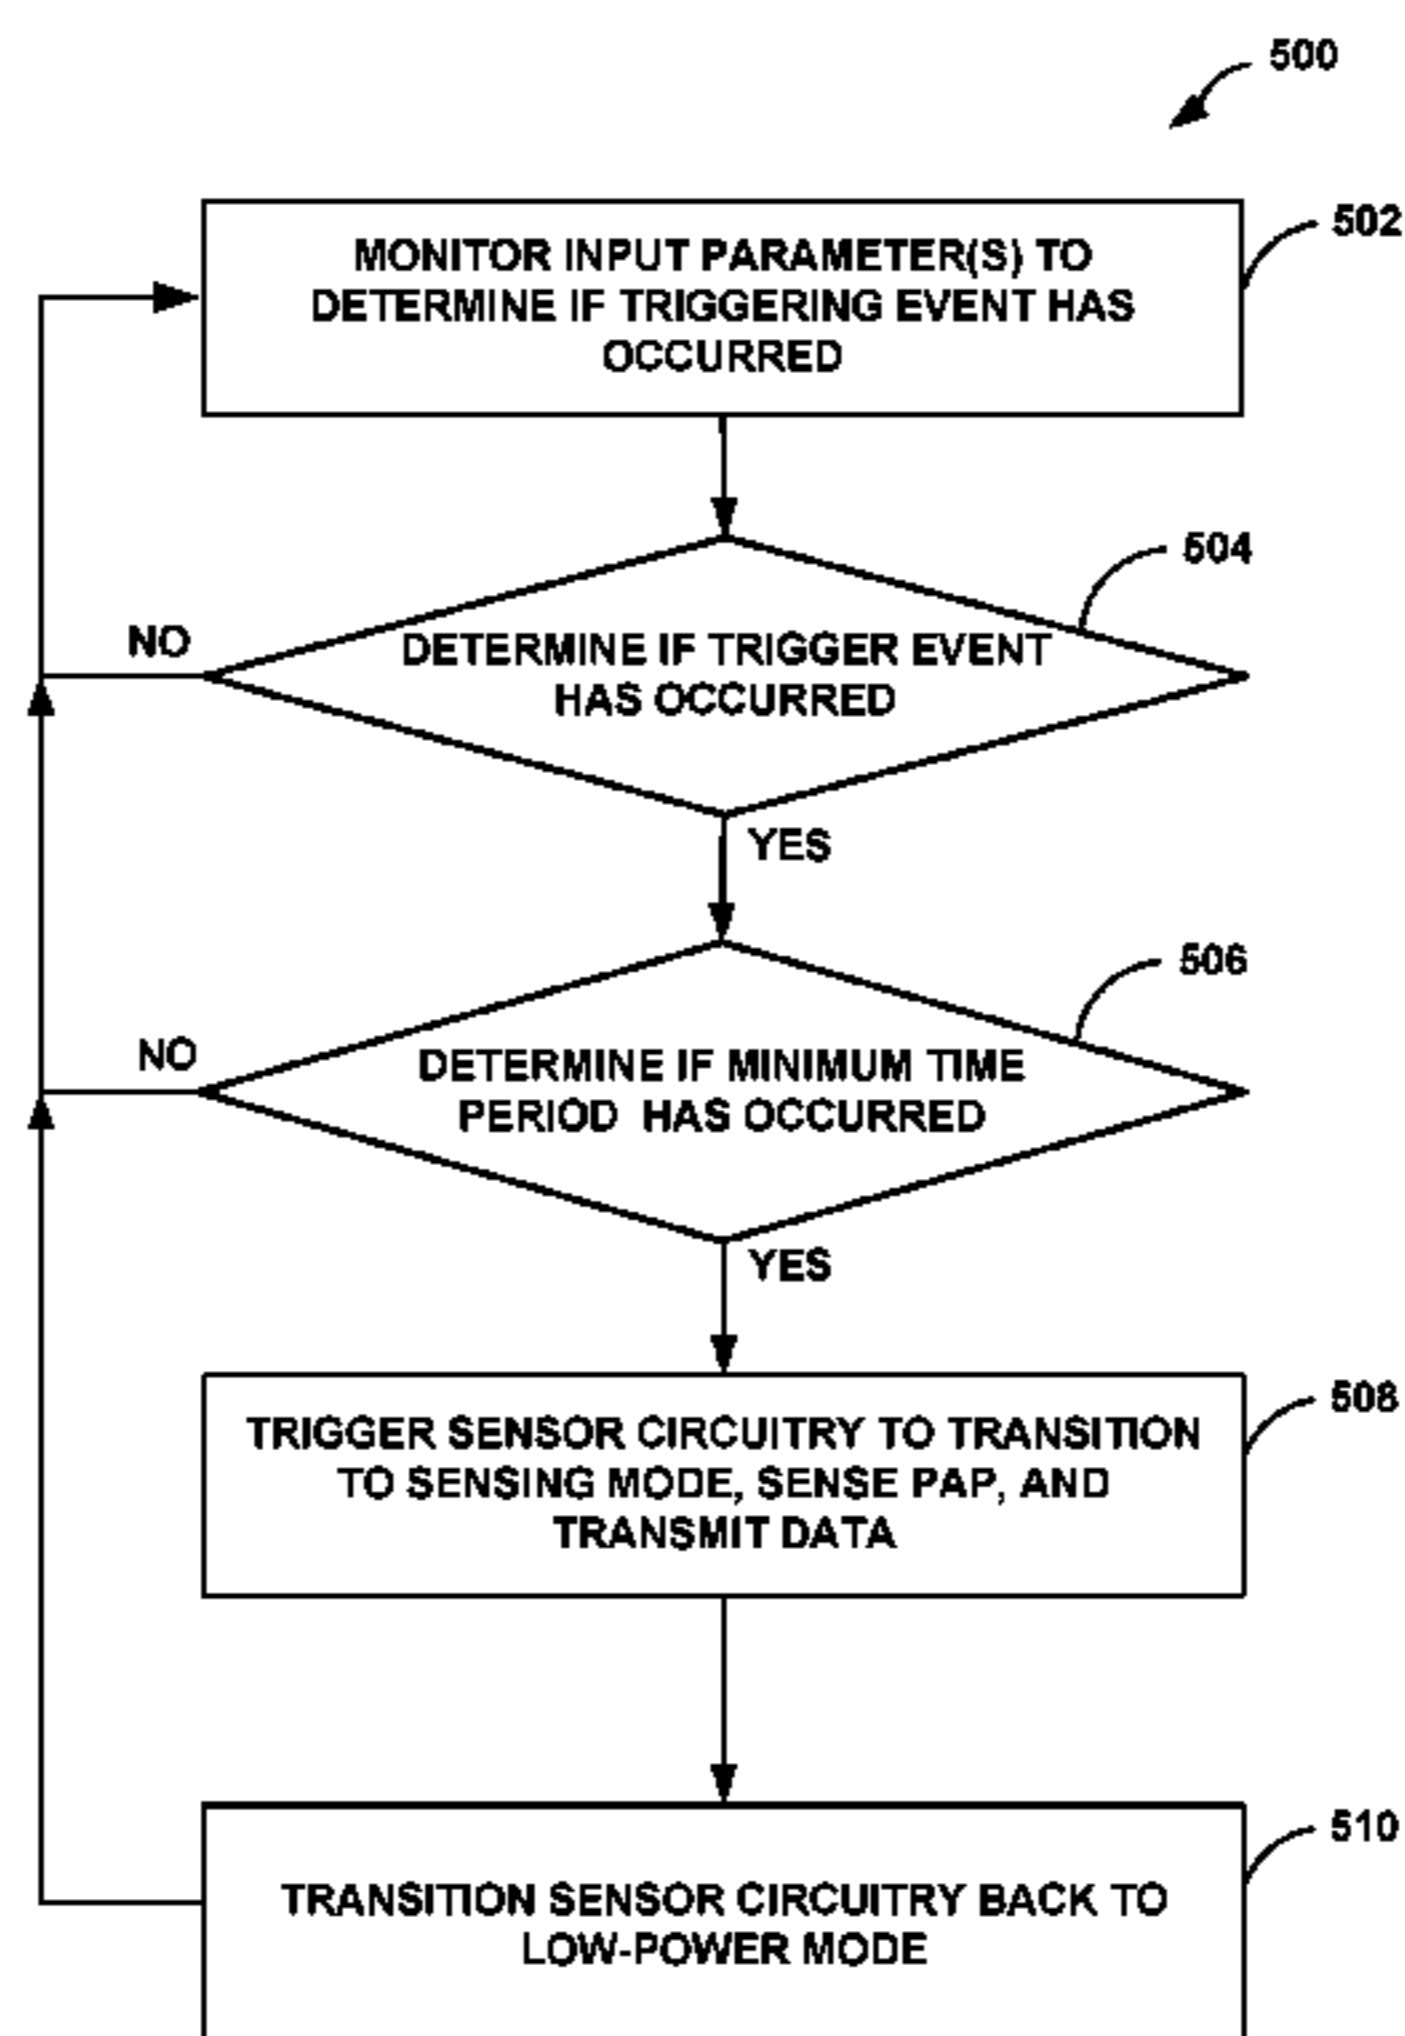 500
502
MONITOR INPUT PARAMETER(S) TO
DETERMINE IF TRIGGERING EVENT HAS
OCCURRED
504
NO
DETERMINE IF TRIGGER EVENT
HAS OCCURRED
YES
506
NO
DETERMINE IF MINIMUM TIME
PERIOD HAS OCCURRED
YES
508
TRIGGER SENSOR CIRCUITRY TO TRANSITION
TO SENSING MODE, SENSE PAP, AND
TRANSMIT DATA
510
TRANSITION SENSOR CIRCUITRY BACK TO
LOW-POWER MODE